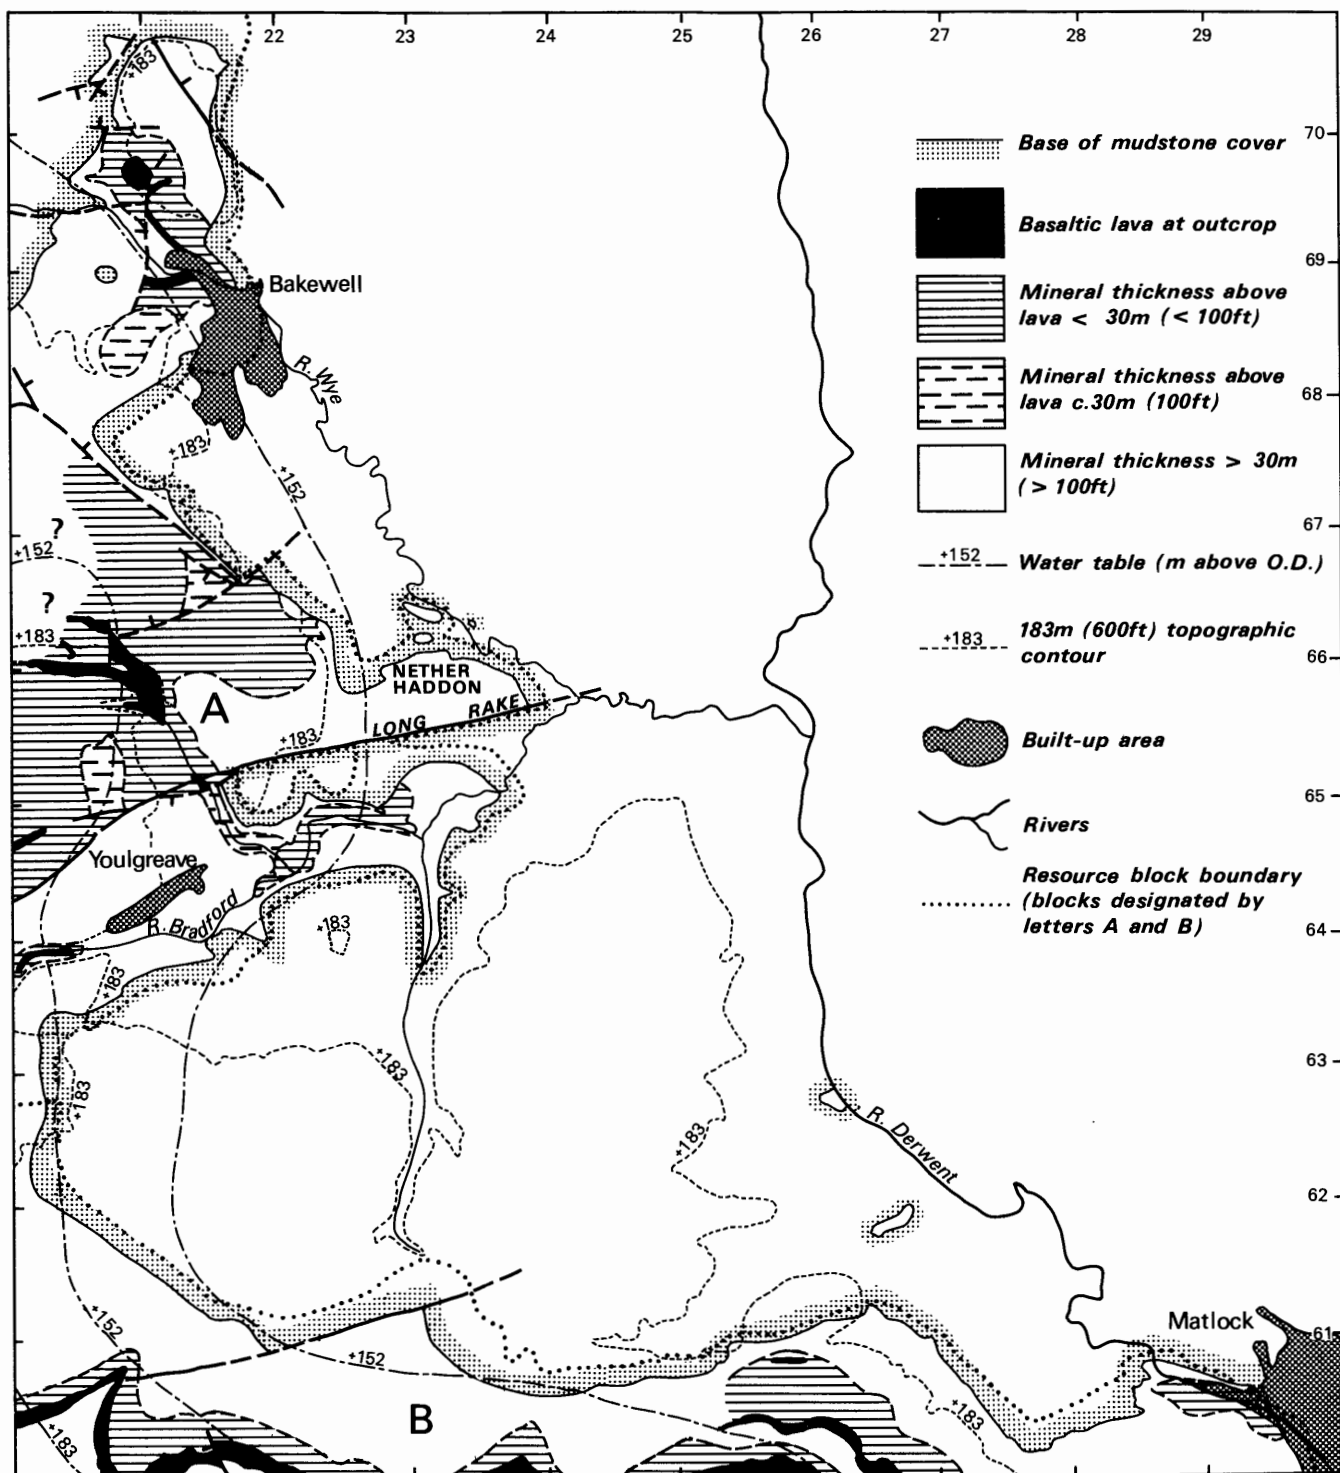 22
23
24
25
26
27
28
29
+183
70
Base of mudstone cover
Basaltic lava at outcrop
69
Bakewell
Mineral thickness above
lava < 30m (< 100ft)
R. Wye
Mineral thickness above
lava c.30m (100ft)
68
+183
Mineral thickness > 30m
(> 100ft)
+152
67
?
+152
Water table (m above O.D.)
?
+183
183m (600ft) topographic
contour
+183
66
NETHER
HADDON
A
LONG RAKE
+183
Built-up area
65
Rivers
Youlgreave
Resource block boundary
(blocks designated by
letters A and B)
R. Bradford
+183
64
+183
63
+183
+183
R. Derwent
+183
62
+152
Matlock
61
+152
B
+183
+183